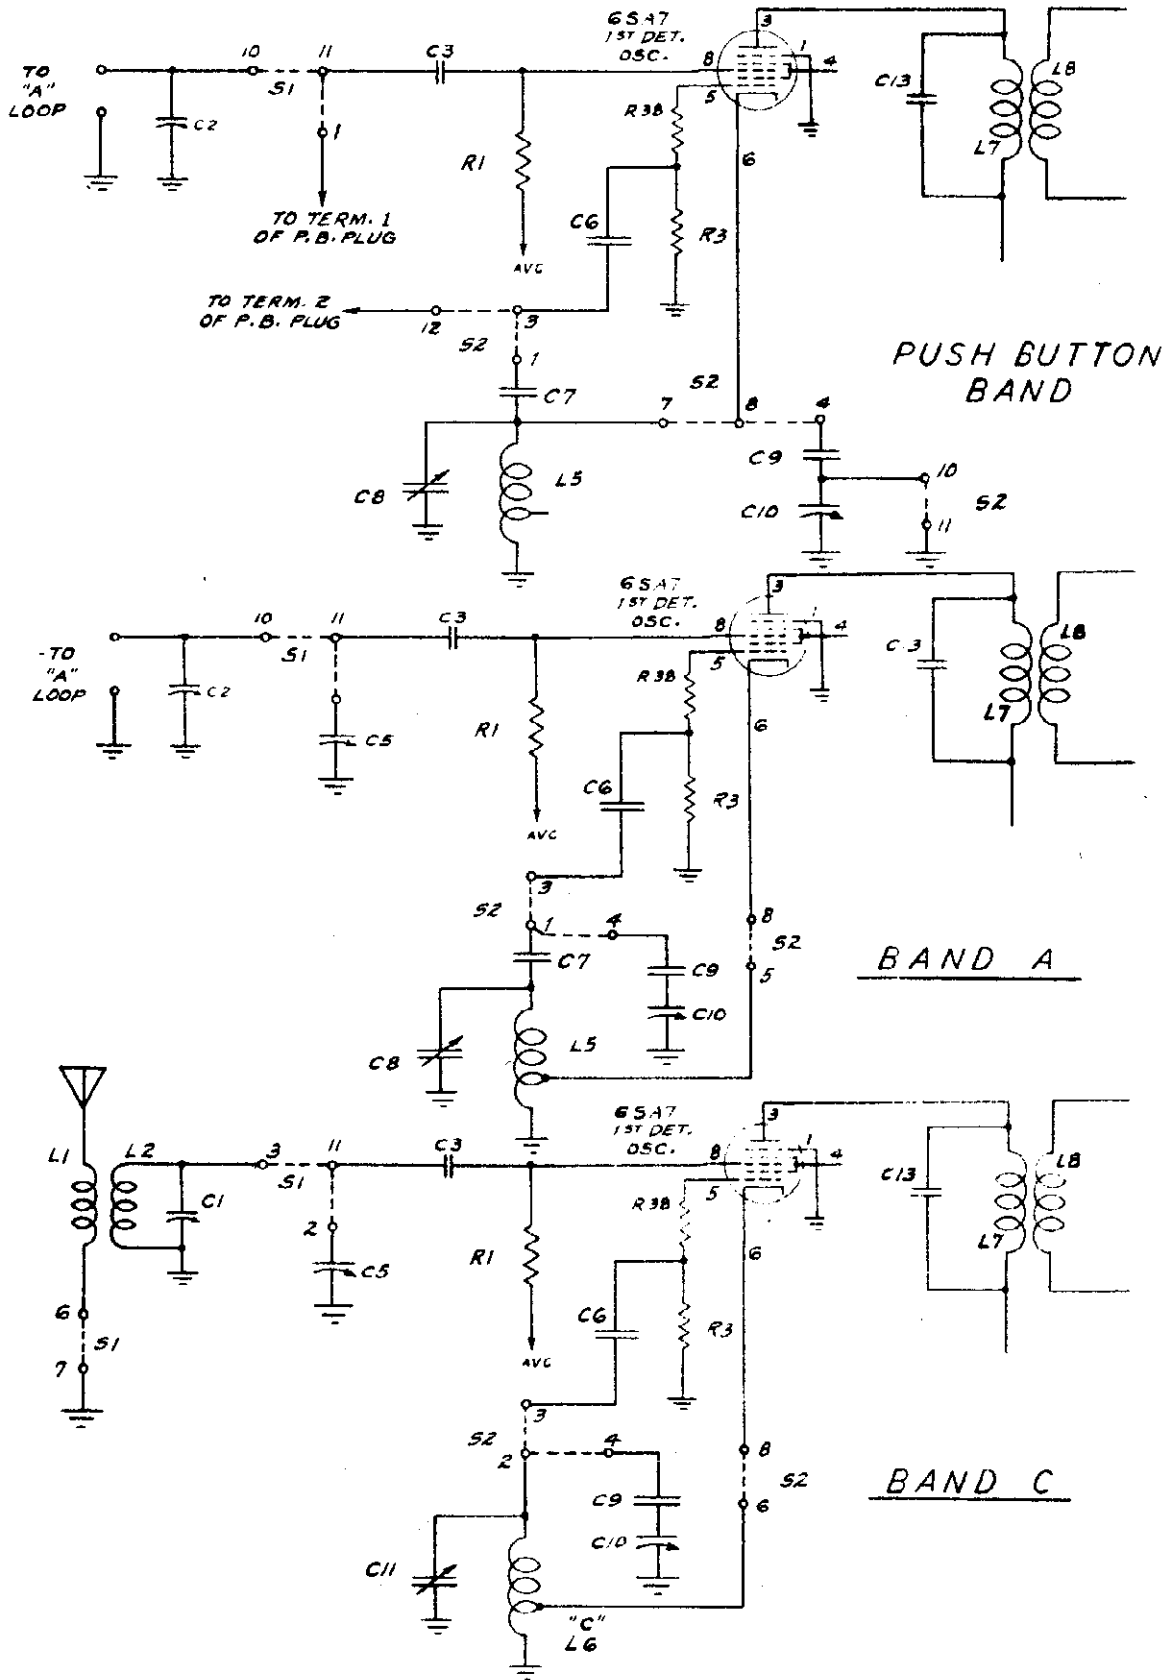 6SA7
1ST DET.
OSC.
3
1
8
4
5
6
10
11
C3
TO
"A"
LOOP
S1
C2
1
R1
R3B
C13
L7
L8
TO TERM. 1
OF P.B. PLUG
C6
R3
AVC
TO TERM. 2
OF P.B. PLUG
12
3
S2
1
C7
PUSH BUTTON
BAND
S2
7
8
4
C8
L5
C9
10
C10
S2
11
6SA7
1ST DET.
OSC.
3
1
8
4
5
6
10
11
C3
-TO
"A"
LOOP
S1
C2
C5
R1
R3B
C13
L7
L8
C6
R3
AVC
3
S2
1
4
8
S2
5
C7
C9
C10
BAND A
C8
L5
6SA7
1ST DET.
OSC.
3
1
8
4
5
6
L1
L2
3
11
C3
S1
C1
2
C5
R1
R3B
C13
L7
L8
6
S1
7
C6
R3
AVC
3
S2
2
4
8
S2
6
C9
C10
BAND C
C11
"C"
L6